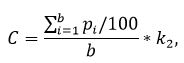 C = \frac{\sum_{i=1}^{b} p_i/100}{b} * k_2,